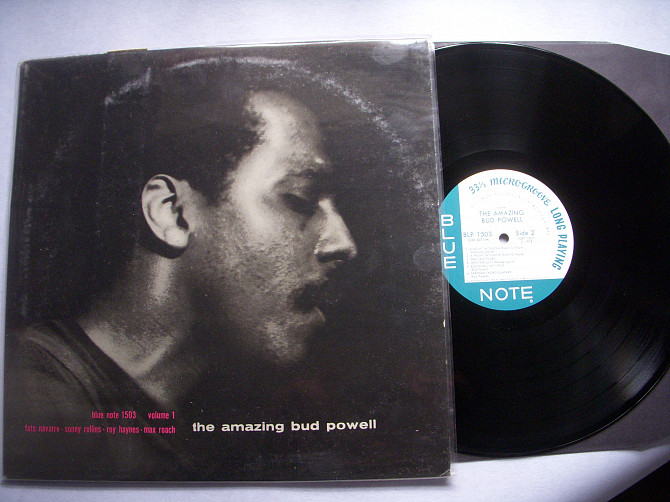 blue note 1503 volume 1
fats navarro · sonny rollins · roy haynes · max roach
the amazing bud powell
33⅓ MICROGROOVE LONG PLAYING
THE AMAZING
BUD POWELL
BLP 1503
Side 2
BLUE
NOTE